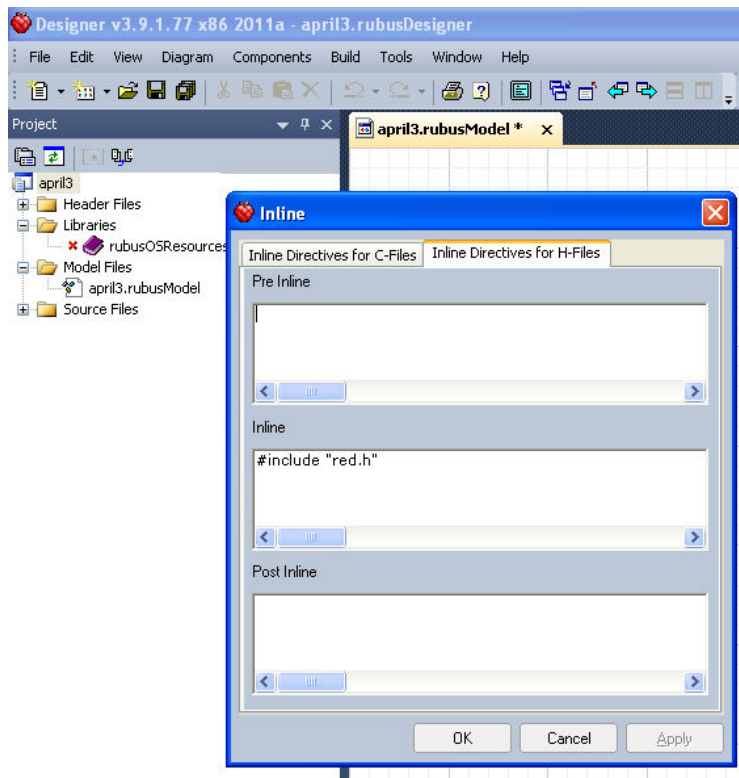 Designer v3.9.1.77 x86 2011a - april3.rubusDesigner
File Edit View Diagram Components Build Tools Window Help
Project
april3.rubusModel *
april3
Header Files
Libraries
rubusOSResources
Model Files
april3.rubusModel
Source Files
Inline
Inline Directives for C-Files Inline Directives for H-Files
Pre Inline
Inline
#include "red.h"
Post Inline
OK Cancel Apply